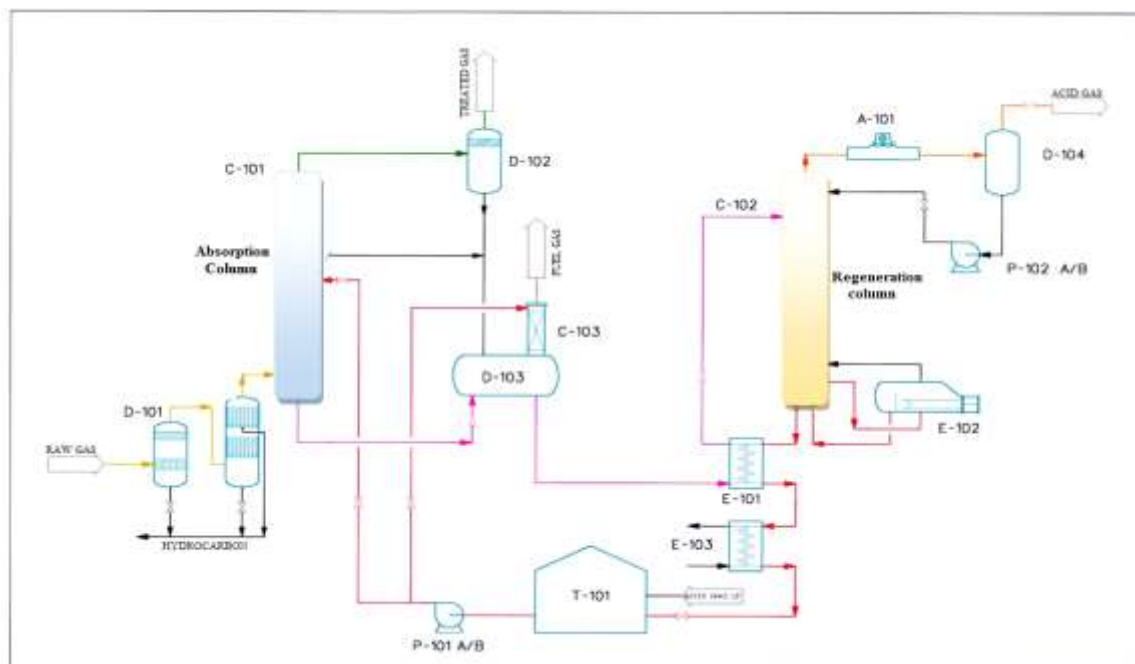 TREATED GAS
ACID GAS
A-101
D-102
D-104
C-101
C-102
FUEL GAS
Absorption
Column
P-102 A/B
Regeneration
column
C-103
D-103
D-101
E-102
RAW GAS
E-101
E-103
HYDROCARBON
T-101
P-101 A/B